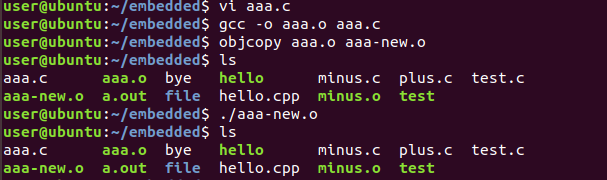 user@ubuntu:~/embedded$ vi aaa.c
user@ubuntu:~/embedded$ gcc -o aaa.o aaa.c
user@ubuntu:~/embedded$ objcopy aaa.o aaa-new.o
user@ubuntu:~/embedded$ ls
aaa.c aaa.o bye hello minus.c plus.c test.c
aaa-new.o a.out file hello.cpp minus.o test
user@ubuntu:~/embedded$ ./aaa-new.o
user@ubuntu:~/embedded$ ls
aaa.c aaa.o bye hello minus.c plus.c test.c
aaa-new.o a.out file hello.cpp minus.o test